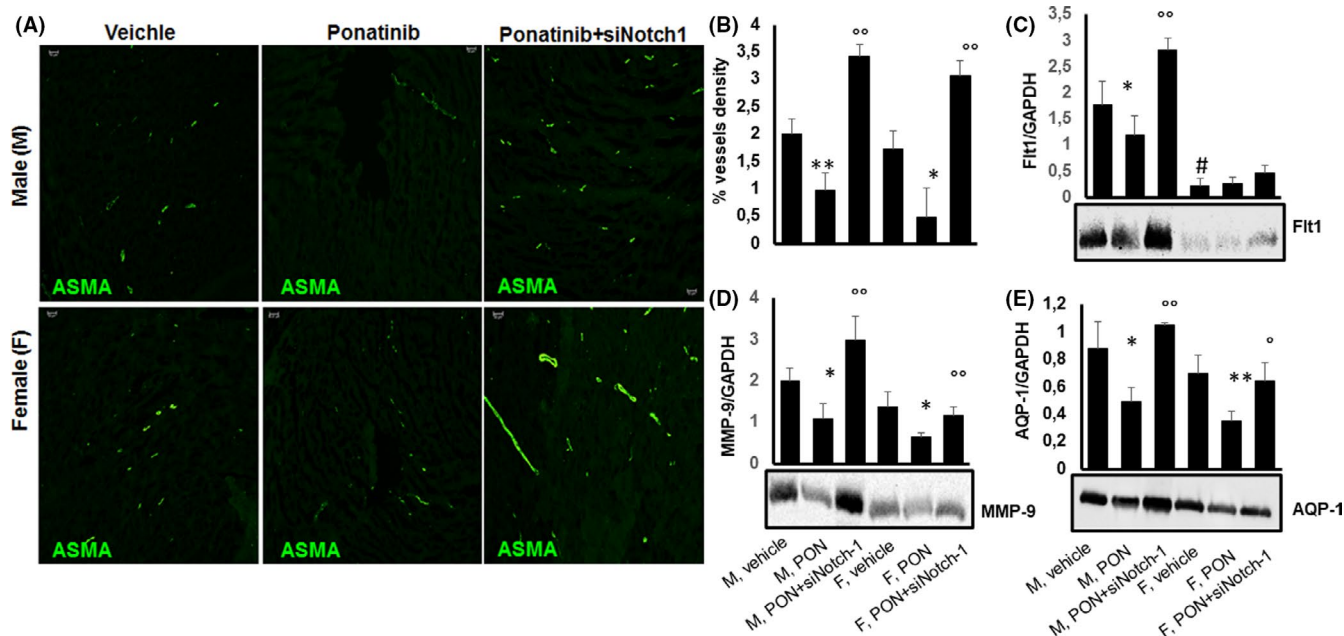 (A)
Veichle
Ponatinib
Ponatinib+siNotch1
Male (M)
ASMA
ASMA
ASMA
Female (F)
ASMA
ASMA
ASMA
(B)
% vessels density
4
3,5
3
2,5
2
1,5
1
0,5
0
**
°°
*
°°
(C)
Flt1/GAPDH
3,5
3
2,5
2
1,5
1
0,5
0
*
°°
#
Flt1
(D)
MMP-9/GAPDH
4
3
2
1
0
*
°°
*
°°
MMP-9
M, vehicle
M, PON
M, PON+siNotch-1
F, vehicle
F, PON
F, PON+siNotch-1
(E)
AQP-1/GAPDH
1,2
1
0,8
0,6
0,4
0,2
0
*
°°
**
°
AQP-1
M, vehicle
M, PON
M, PON+siNotch-1
F, vehicle
F, PON
F, PON+siNotch-1